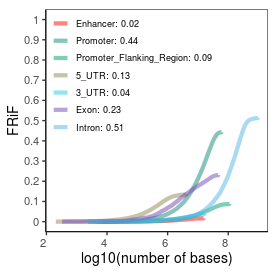 Enhancer: 0.02
Promoter: 0.44
Promoter_Flanking_Region: 0.09
5_UTR: 0.13
3_UTR: 0.04
Exon: 0.23
Intron: 0.51
FRiF
1
0.9
0.8
0.7
0.6
0.5
0.4
0.3
0.2
0.1
0
2
4
6
8
log10(number of bases)